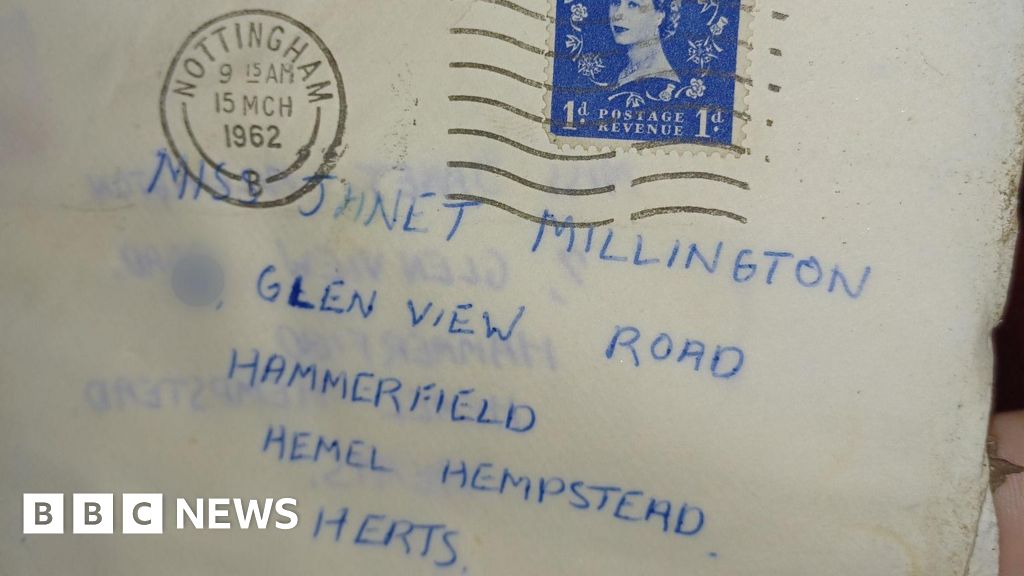 NOTTINGHAM
9 15 AM
15 MCH
1962
B
1d POSTAGE REVENUE 1d
MISS JANET MILLINGTON
, GLEN VIEW ROAD
HAMMERFIELD
HEMEL HEMPSTEAD.
HERTS.
BBC NEWS